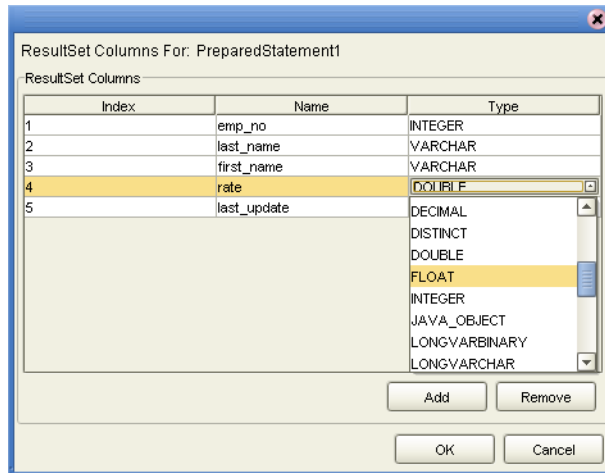 ResultSet Columns For: PreparedStatement1
ResultSet Columns
Index Name Type
1 emp_no INTEGER
2 last_name VARCHAR
3 first_name VARCHAR
4 rate DOUBLE
5 last_update
DECIMAL
DISTINCT
DOUBLE
FLOAT
INTEGER
JAVA_OBJECT
LONGVARBINARY
LONGVARCHAR
Add Remove
OK Cancel